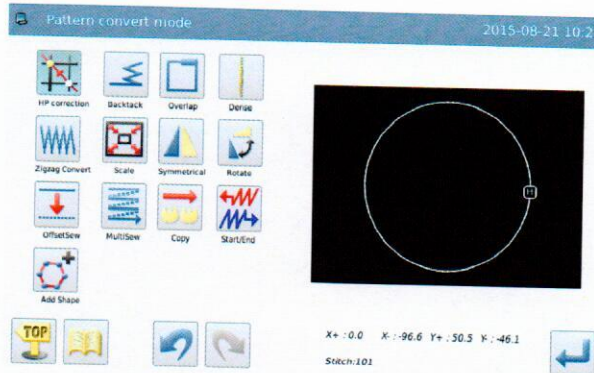 Pattern convert mode
2015-08-21 10:2
HP correction Backtack Overlap Dense
Zigzag Convert Scale Symmetrical Rotate
OffsetSew MultiSew Copy Start/End
Add Shape
H
TOP
X+ :0.0 X- :-96.6 Y+ :50.5 Y- :-46.1
Stitch:101